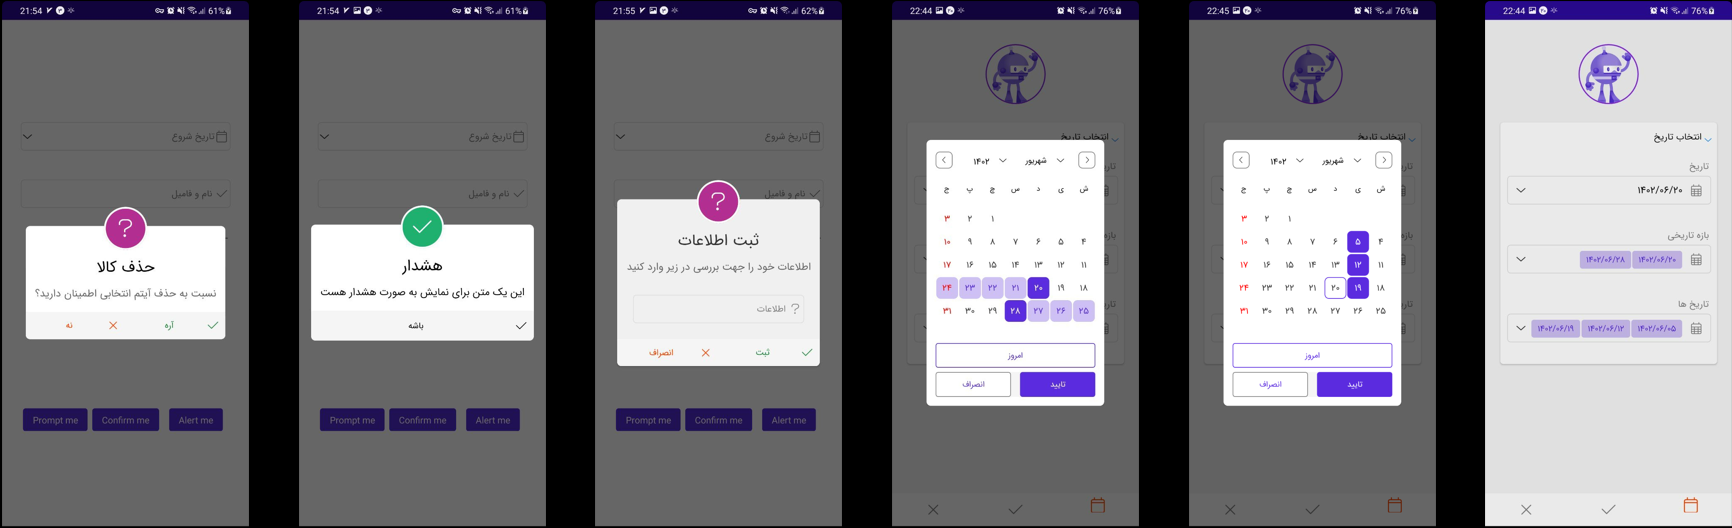 21:54
61%
تاریخ شروع
نام و فامیل
?
حذف کالا
نسبت به حذف آیتم انتخابی اطمینان دارید؟
آره
نه
Prompt me
Confirm me
Alert me
21:54
61%
تاریخ شروع
نام و فامیل
هشدار
این یک متن برای نمایش به صورت هشدار هست
باشه
Prompt me
Confirm me
Alert me
21:55
62%
تاریخ شروع
نام و فامیل
?
ثبت اطلاعات
اطلاعات خود را جهت بررسی در زیر وارد کنید
? اطلاعات
ثبت
انصراف
Prompt me
Confirm me
Alert me
22:44
76%
انتخاب تاریخ
شهریور ۱۴۰۲
ش ی د س چ پ ج
۱ ۲ ۳
۴ ۵ ۶ ۷ ۸ ۹ ۱۰
۱۱ ۱۲ ۱۳ ۱۴ ۱۵ ۱۶ ۱۷
۱۸ ۱۹ ۲۰ ۲۱ ۲۲ ۲۳ ۲۴
۲۵ ۲۶ ۲۷ ۲۸ ۲۹ ۳۰ ۳۱
امروز
تایید
انصراف
22:45
76%
انتخاب تاریخ
شهریور ۱۴۰۲
ش ی د س چ پ ج
۱ ۲ ۳
۴ ۵ ۶ ۷ ۸ ۹ ۱۰
۱۱ ۱۲ ۱۳ ۱۴ ۱۵ ۱۶ ۱۷
۱۸ ۱۹ ۲۰ ۲۱ ۲۲ ۲۳ ۲۴
۲۵ ۲۶ ۲۷ ۲۸ ۲۹ ۳۰ ۳۱
امروز
تایید
انصراف
22:44
76%
انتخاب تاریخ
تاریخ
۱۴۰۲/۰۶/۲۰
بازه تاریخی
۱۴۰۲/۰۶/۲۰ ۱۴۰۲/۰۶/۲۸
تاریخ ها
۱۴۰۲/۰۶/۰۵ ۱۴۰۲/۰۶/۱۲ ۱۴۰۲/۰۶/۱۹